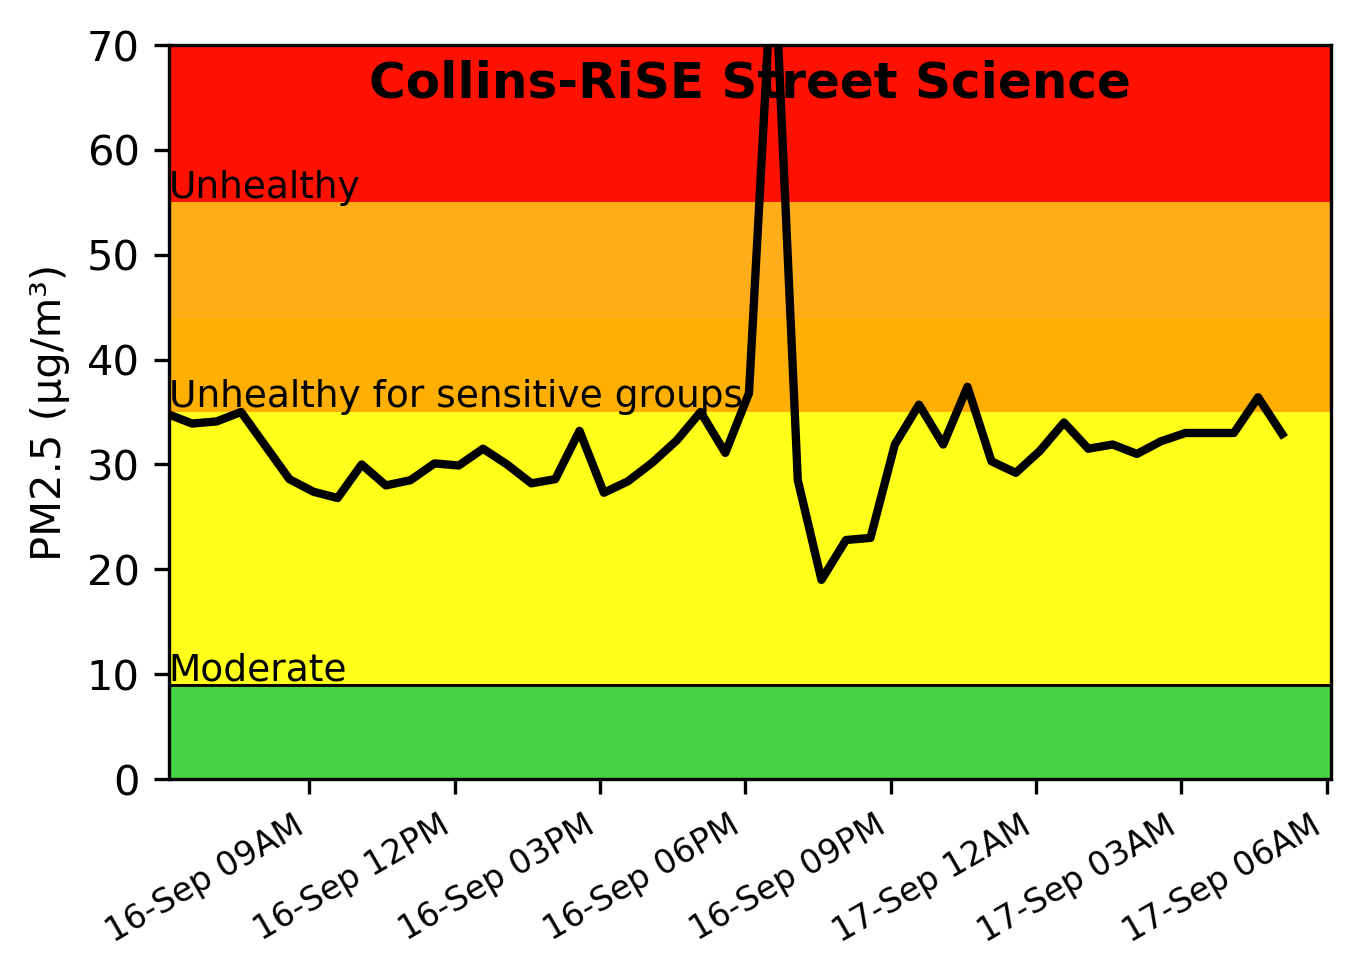 Collins-RiSE Street Science
70
60
Unhealthy
50
40
Unhealthy for sensitive groups
30
20
Moderate
10
0
PM2.5 (µg/m³)
16-Sep 09AM
16-Sep 12PM
16-Sep 03PM
16-Sep 06PM
16-Sep 09PM
17-Sep 12AM
17-Sep 03AM
17-Sep 06AM